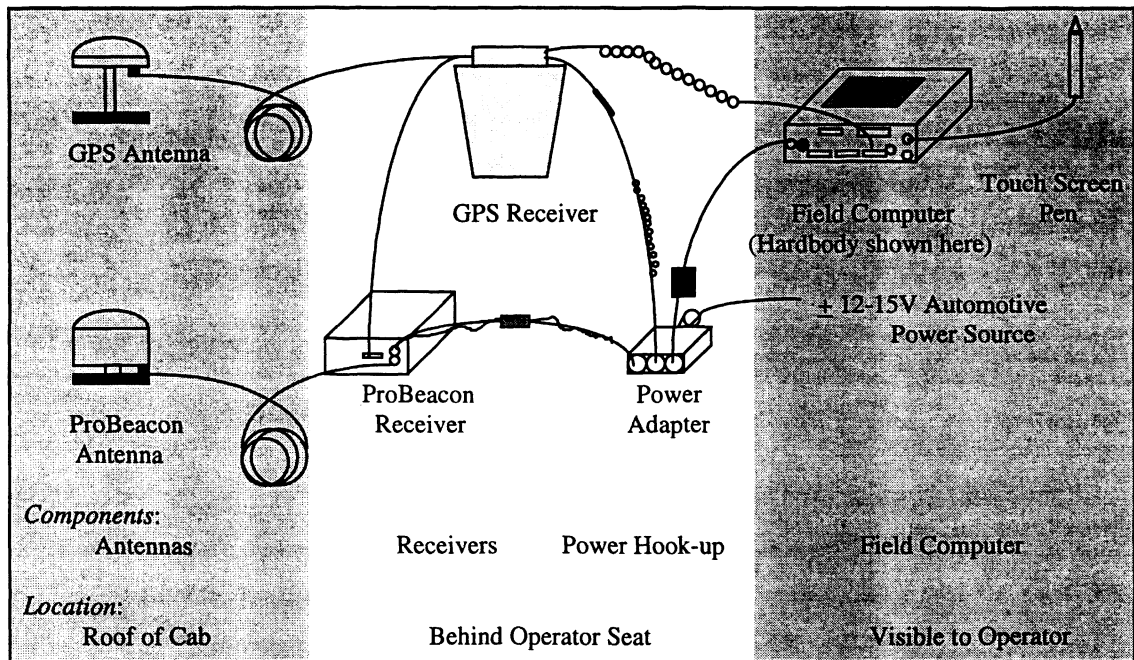 GPS Antenna
GPS Receiver
Field Computer
(Hardbody shown here)
Touch Screen
Pen
± 12-15V Automotive
Power Source
ProBeacon
Antenna
ProBeacon
Receiver
Power
Adapter
Components:
Antennas
Receivers
Power Hook-up
Field Computer
Location:
Roof of Cab
Behind Operator Seat
Visible to Operator